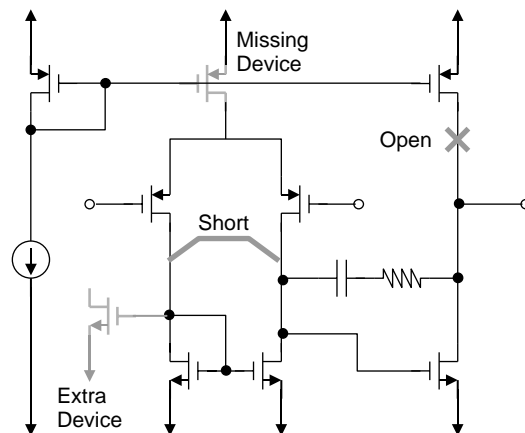 Missing
Device
Open
Short
Extra
Device